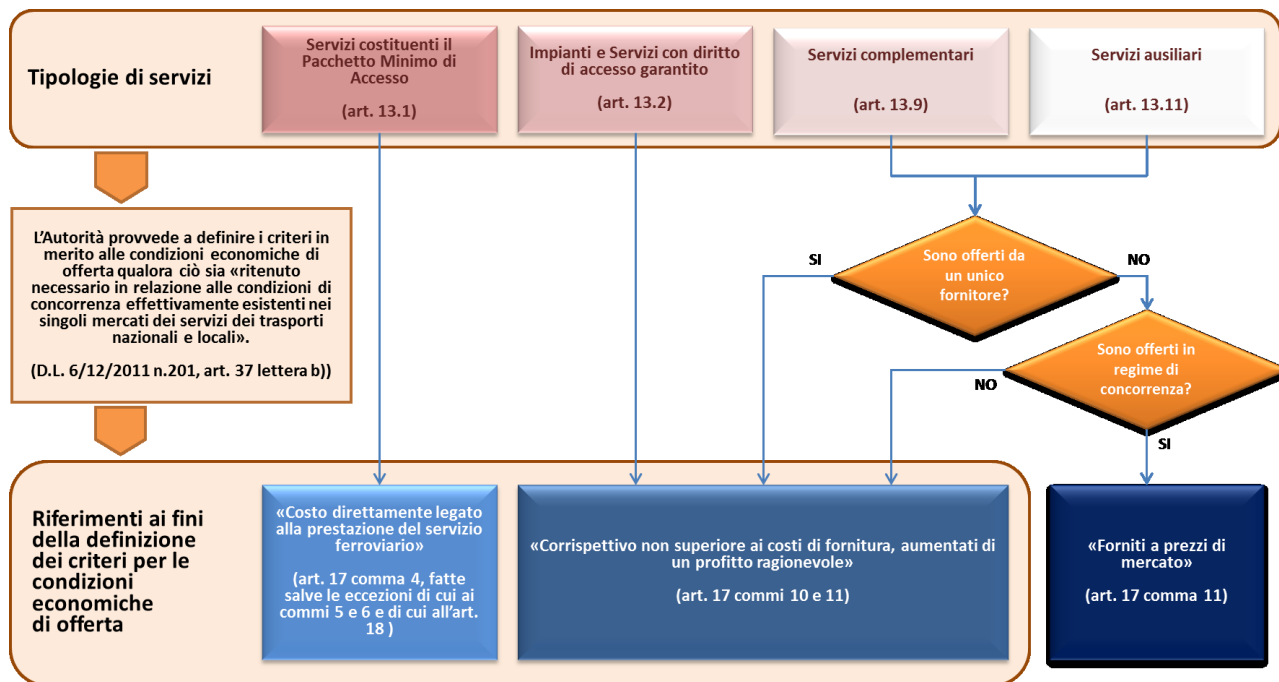 Tipologie di servizi
Servizi costituenti il
Pacchetto Minimo di
Accesso
(art. 13.1)
Impianti e Servizi con diritto
di accesso garantito
(art. 13.2)
Servizi complementari
(art. 13.9)
Servizi ausiliari
(art. 13.11)
L'Autorità provvede a definire i criteri in
merito alle condizioni economiche di
offerta qualora ciò sia «ritenuto
necessario in relazione alle condizioni di
concorrenza effettivamente esistenti nei
singoli mercati dei servizi dei trasporti
nazionali e locali».
(D.L. 6/12/2011 n.201, art. 37 lettera b))
SI
Sono offerti da
un unico
fornitore?
NO
NO
Sono offerti in
regime di
concorrenza?
SI
Riferimenti ai fini
della definizione
dei criteri per le
condizioni
economiche
di offerta
«Costo direttamente legato
alla prestazione del servizio
ferroviario»
(art. 17 comma 4, fatte
salve le eccezioni di cui ai
commi 5 e 6 e di cui all'art.
18 )
«Corrispettivo non superiore ai costi di fornitura, aumentati di
un profitto ragionevole»
(art. 17 commi 10 e 11)
«Forniti a prezzi di
mercato»
(art. 17 comma 11)